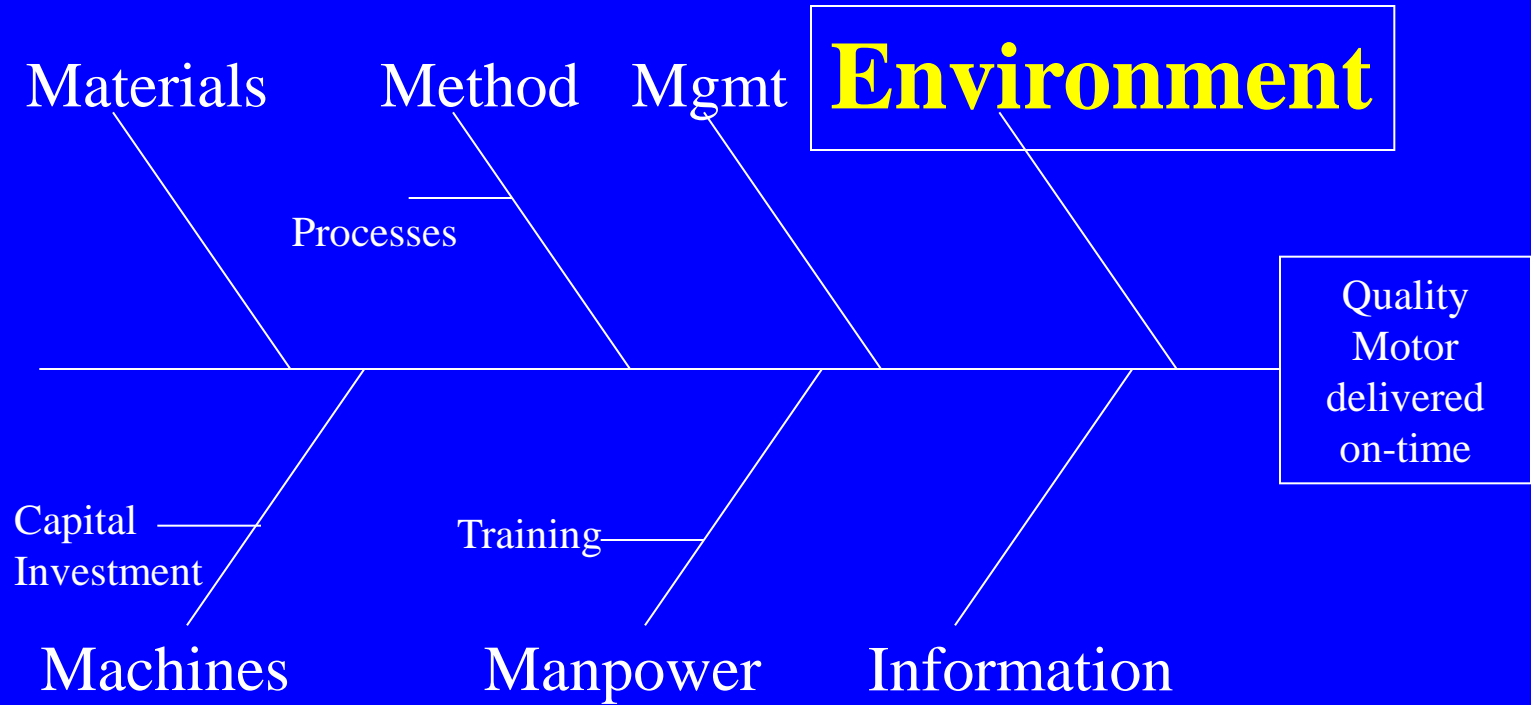 Materials
Method
Mgmt
Environment
Processes
Quality
Motor
delivered
on-time
Capital
Investment
Training
Machines
Manpower
Information